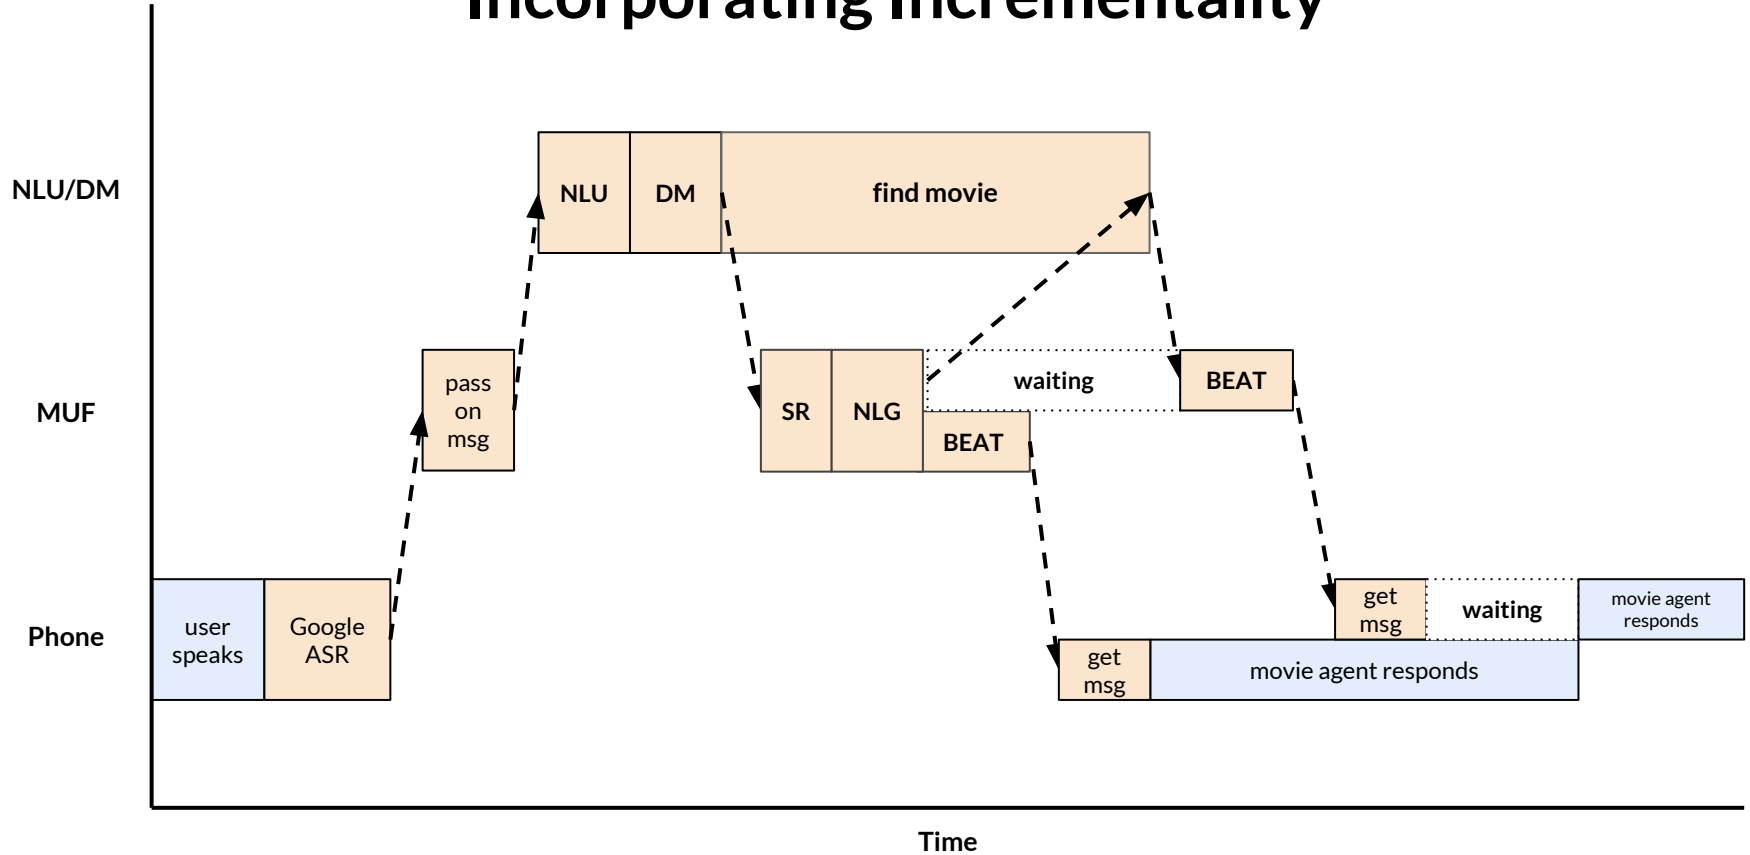 Incorporating Incrementality
NLU/DM
NLU
DM
find movie
MUF
pass
on
msg
SR
NLG
waiting
BEAT
BEAT
Phone
user
speaks
Google
ASR
get
msg
waiting
movie agent
responds
get
msg
movie agent responds
Time